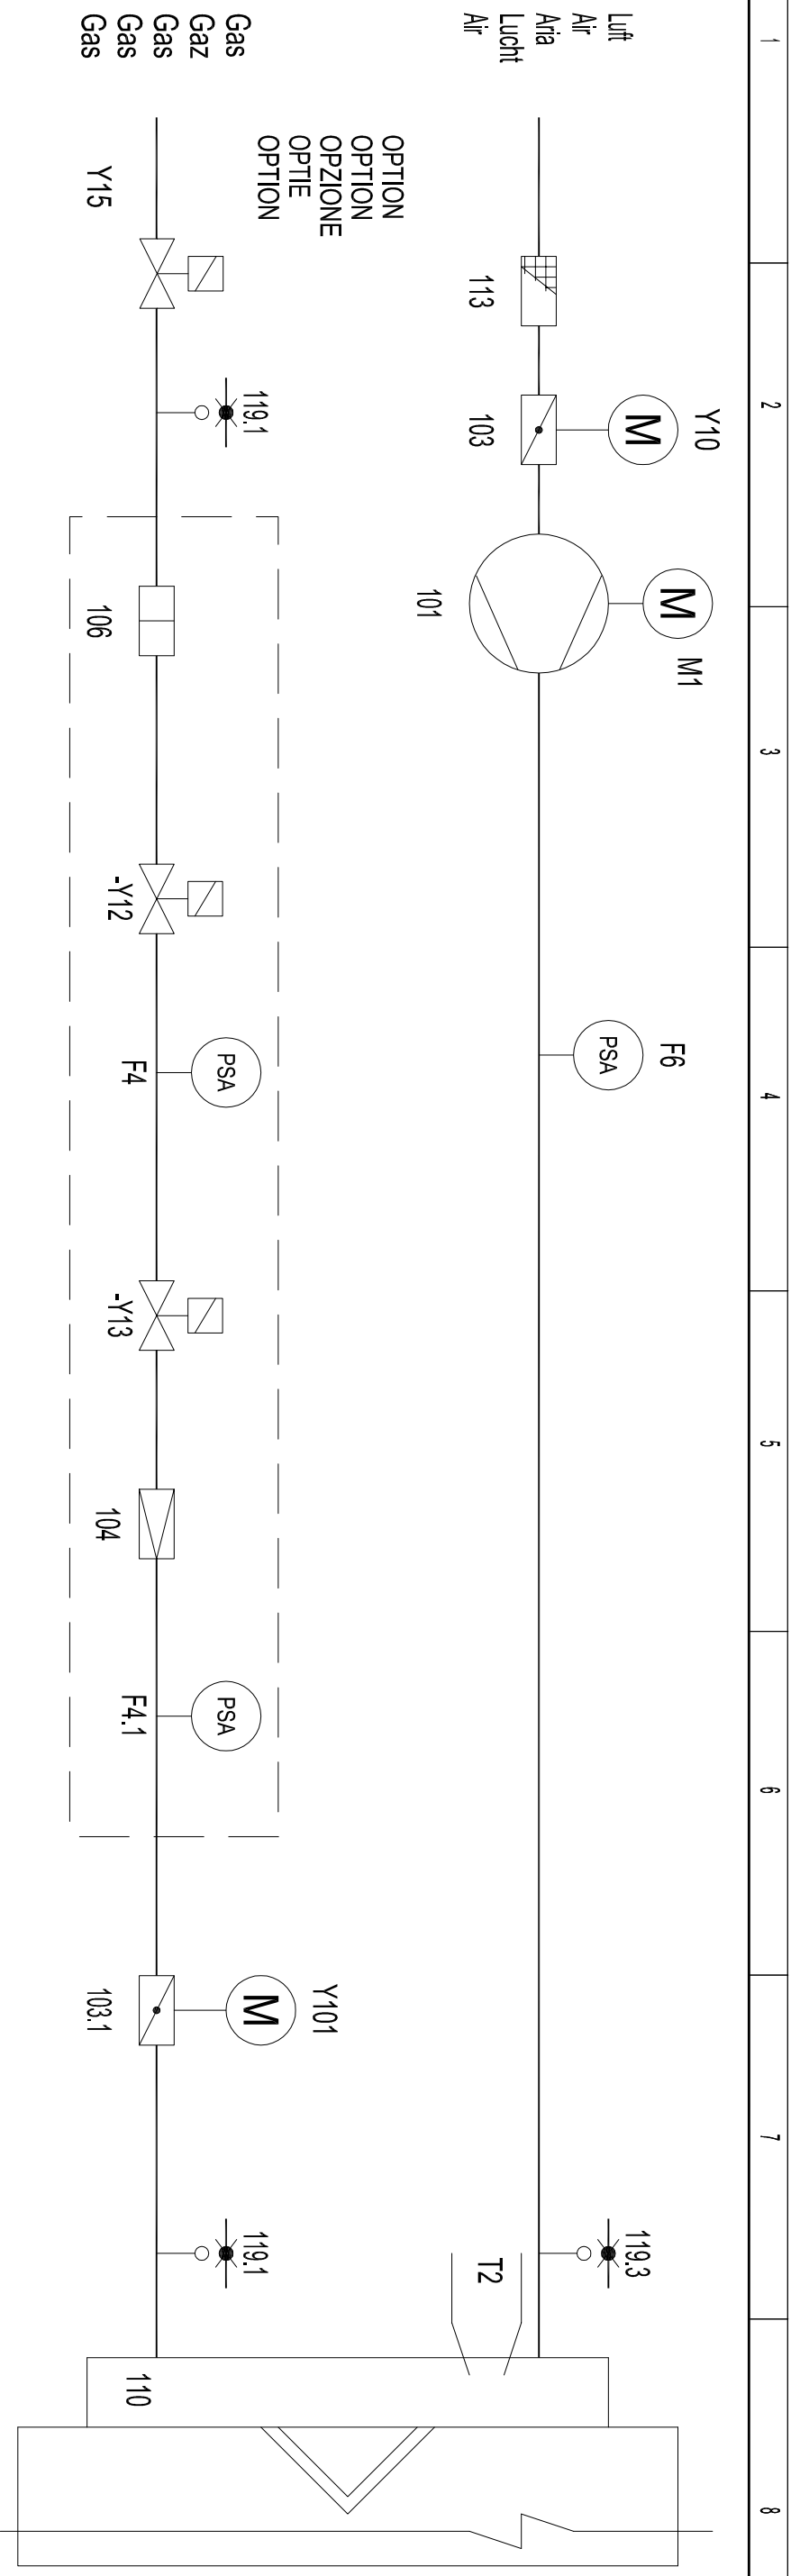 1
2
3
4
5
6
7
8
Luft
Air
Aria
Lucht
Air
113
Y10
M
103
M
M1
101
F6
PSA
119.3
T2
OPTION
OPTION
OPZIONE
OPTIE
OPTION
Gas
Gaz
Gas
Gas
Gas
Y15
119.1
106
-Y12
PSA
F4
-Y13
104
PSA
F4.1
Y101
M
103.1
119.1
110